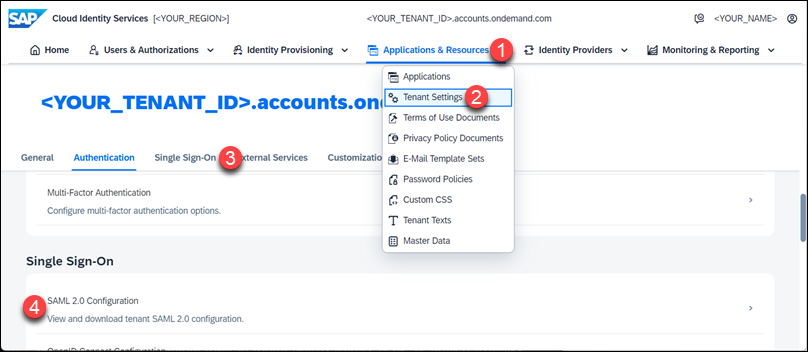 SAP Cloud Identity Services [<YOUR_REGION>] <YOUR_TENANT_ID>.accounts.ondemand.com <YOUR_NAME>
Home Users & Authorizations Identity Provisioning Applications & Resources 1 Identity Providers Monitoring & Reporting
Applications
Tenant Settings 2
<YOUR_TENANT_ID>.accounts.on
Terms of Use Documents
Privacy Policy Documents
General Authentication Single Sign-On 3 xternal Services Customizatio
E-Mail Template Sets
Password Policies
Custom CSS
Tenant Texts
Master Data
Multi-Factor Authentication
Configure multi-factor authentication options.
Single Sign-On
SAML 2.0 Configuration
4
View and download tenant SAML 2.0 configuration.
OpenID Connect Configuration